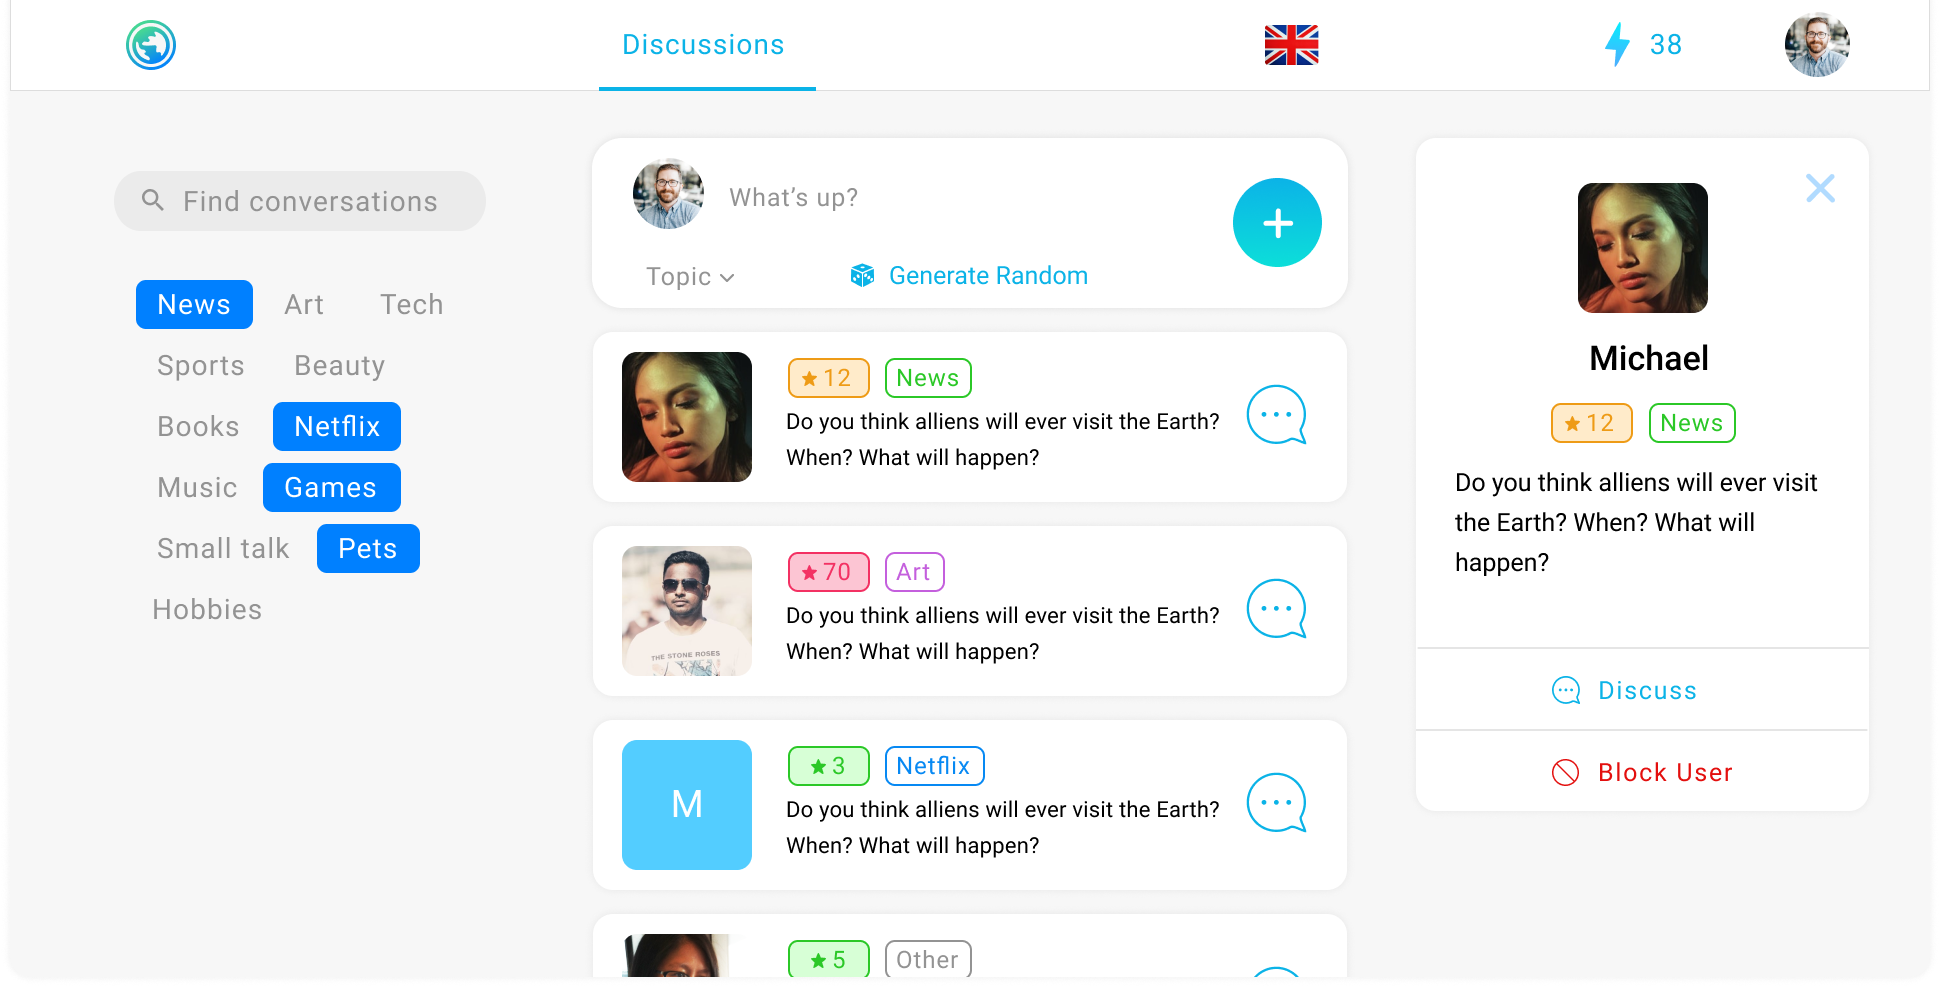 Discussions
38
Find conversations
News Art Tech
Sports Beauty
Books Netflix
Music Games
Small talk Pets
Hobbies
What's up?
Topic Generate Random
12 News
Do you think alliens will ever visit the Earth?
When? What will happen?
70 Art
Do you think alliens will ever visit the Earth?
When? What will happen?
THE STONE ROSES
M
3 Netflix
Do you think alliens will ever visit the Earth?
When? What will happen?
5 Other
Michael
12 News
Do you think alliens will ever visit
the Earth? When? What will
happen?
Discuss
Block User